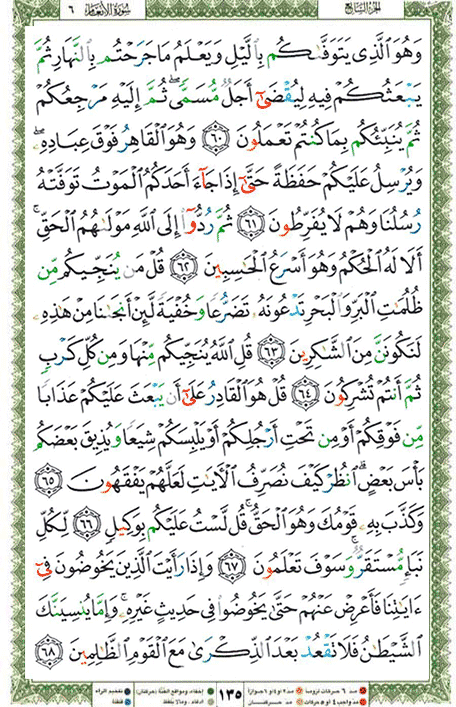 الجزء السابع ٦ سورة الأنعام
وَهُوَ ٱلَّذِى يَتَوَفَّىٰكُم بِٱلَّيْلِ وَيَعْلَمُ مَا جَرَحْتُم بِٱلنَّهَارِ ثُمَّ
يَبْعَثُكُمْ فِيهِ لِيُقْضَىٰٓ أَجَلٌ مُّسَمًّى ۖ ثُمَّ إِلَيْهِ مَرْجِعُكُمْ
ثُمَّ يُنَبِّئُكُم بِمَا كُنتُمْ تَعْمَلُونَ ٦٠ وَهُوَ ٱلْقَاهِرُ فَوْقَ عِبَادِهِۦ ۖ
وَيُرْسِلُ عَلَيْكُمْ حَفَظَةً حَتَّىٰٓ إِذَا جَآءَ أَحَدَكُمُ ٱلْمَوْتُ تَوَفَّتْهُ
رُسُلُنَا وَهُمْ لَا يُفَرِّطُونَ ٦١ ثُمَّ رُدُّوٓا۟ إِلَى ٱللَّهِ مَوْلَىٰهُمُ ٱلْحَقِّ ۚ
أَلَا لَهُ ٱلْحُكْمُ وَهُوَ أَسْرَعُ ٱلْحَـٰسِبِينَ ٦٢ قُلْ مَن يُنَجِّيكُم مِّن
ظُلُمَـٰتِ ٱلْبَرِّ وَٱلْبَحْرِ تَدْعُونَهُۥ تَضَرُّعًا وَخُفْيَةً لَّئِنْ أَنجَىٰنَا مِنْ هَـٰذِهِۦ
لَنَكُونَنَّ مِنَ ٱلشَّـٰكِرِينَ ٦٣ قُلِ ٱللَّهُ يُنَجِّيكُم مِّنْهَا وَمِن كُلِّ كَرْبٍ
ثُمَّ أَنتُمْ تُشْرِكُونَ ٦٤ قُلْ هُوَ ٱلْقَادِرُ عَلَىٰٓ أَن يَبْعَثَ عَلَيْكُمْ عَذَابًا
مِّن فَوْقِكُمْ أَوْ مِن تَحْتِ أَرْجُلِكُمْ أَوْ يَلْبِسَكُمْ شِيَعًا وَيُذِيقَ بَعْضَكُم
بَأْسَ بَعْضٍ ۗ ٱنظُرْ كَيْفَ نُصَرِّفُ ٱلْـَٔايَـٰتِ لَعَلَّهُمْ يَفْقَهُونَ ٦٥
وَكَذَّبَ بِهِۦ قَوْمُكَ وَهُوَ ٱلْحَقُّ ۚ قُل لَّسْتُ عَلَيْكُم بِوَكِيلٍ ٦٦ لِّكُلِّ
نَبَإٍ مُّسْتَقَرٌّ ۚ وَسَوْفَ تَعْلَمُونَ ٦٧ وَإِذَا رَأَيْتَ ٱلَّذِينَ يَخُوضُونَ فِىٓ
ءَايَـٰتِنَا فَأَعْرِضْ عَنْهُمْ حَتَّىٰ يَخُوضُوا۟ فِى حَدِيثٍ غَيْرِهِۦ ۚ وَإِمَّا يُنسِيَنَّكَ
ٱلشَّيْطَـٰنُ فَلَا تَقْعُدْ بَعْدَ ٱلذِّكْرَىٰ مَعَ ٱلْقَوْمِ ٱلظَّـٰلِمِينَ ٦٨
١٣٥